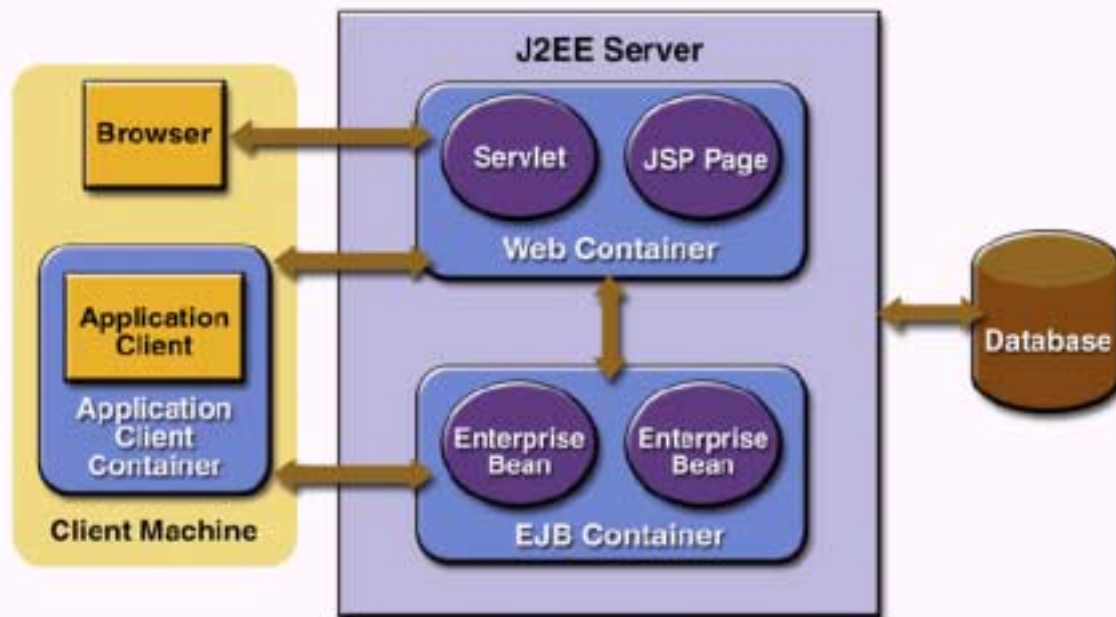 J2EE Server
Browser
Servlet
JSP Page
Web Container
Application
Client
Application
Client
Container
Client Machine
Enterprise
Bean
Enterprise
Bean
EJB Container
Database